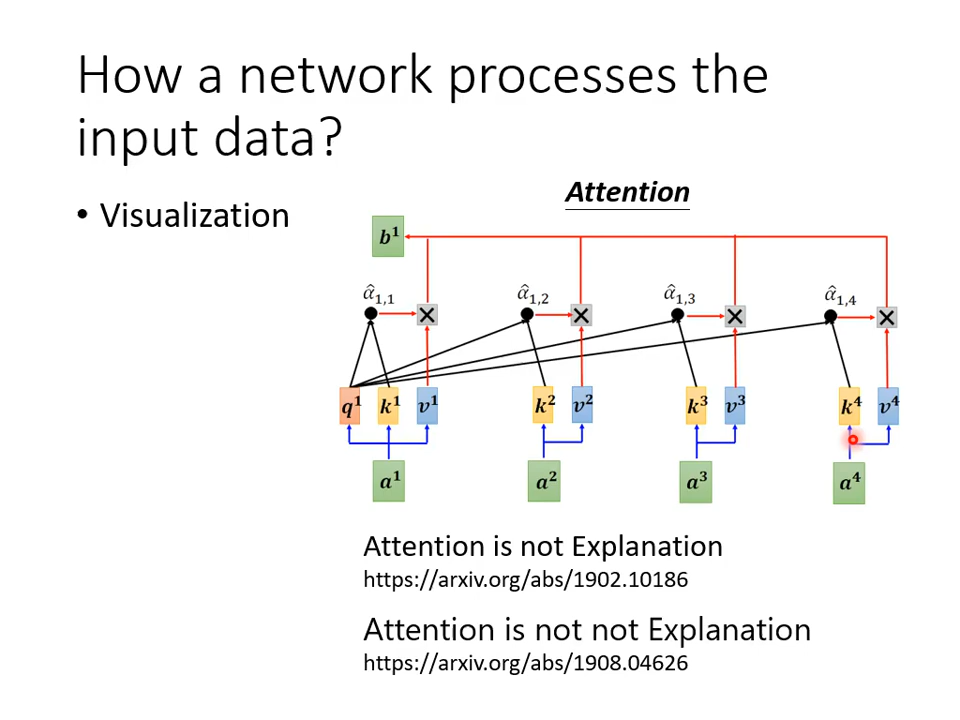 How a network processes the
input data?
• Visualization
Attention
b¹
α̂₁,₁ α̂₁,₂ α̂₁,₃ α̂₁,₄
q¹ k¹ v¹ k² v² k³ v³ k⁴ v⁴
a¹ a² a³ a⁴
Attention is not Explanation
https://arxiv.org/abs/1902.10186
Attention is not not Explanation
https://arxiv.org/abs/1908.04626